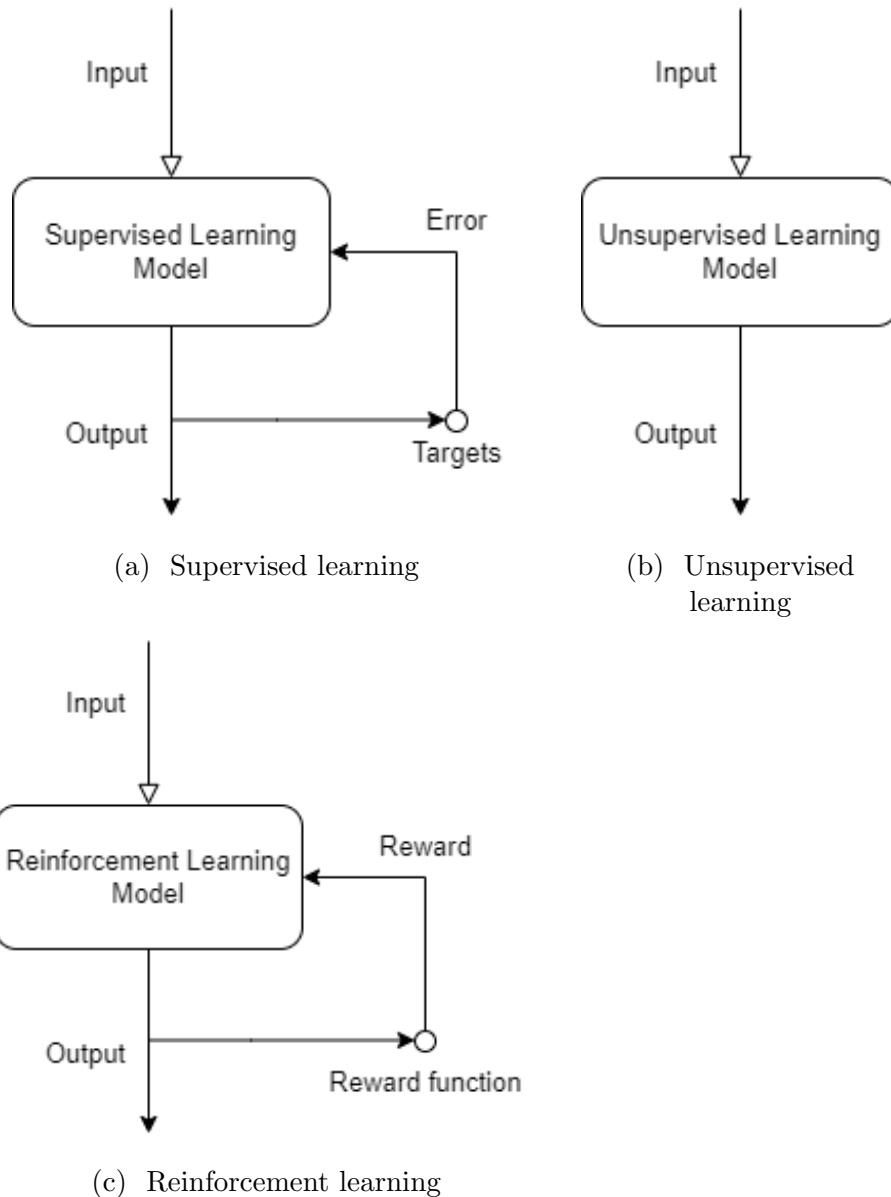 Input
Supervised Learning
Model
Error
Output
Targets
(a) Supervised learning
Input
Unsupervised Learning
Model
Output
(b) Unsupervised
learning
Input
Reinforcement Learning
Model
Reward
Output
Reward function
(c) Reinforcement learning